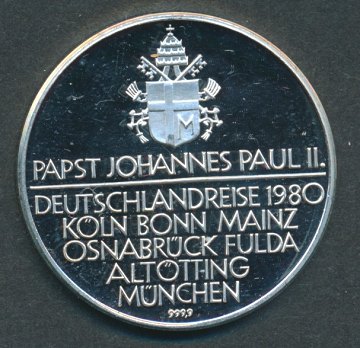 M
PAPST JOHANNES PAUL II.
DEUTSCHLANDREISE 1980
KÖLN BONN MAINZ
OSNABRÜCK FULDA
ALTÖTTING
MÜNCHEN
999,9